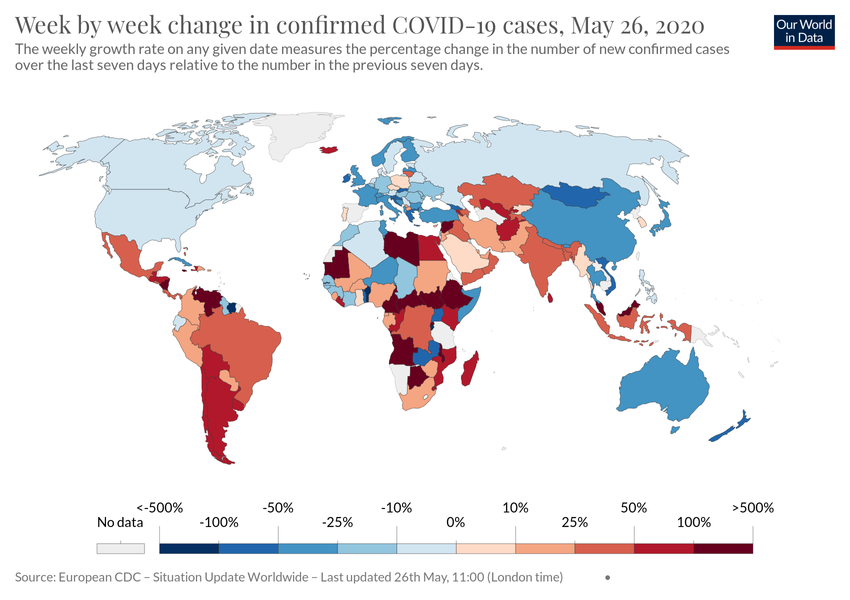 Week by week change in confirmed COVID-19 cases, May 26, 2020
Our World
in Data
The weekly growth rate on any given date measures the percentage change in the number of new confirmed cases
over the last seven days relative to the number in the previous seven days.
<-500% -50% -10% 10% 50% >500%
No data -100% -25% 0% 25% 100%
Source: European CDC – Situation Update Worldwide – Last updated 26th May, 11:00 (London time)